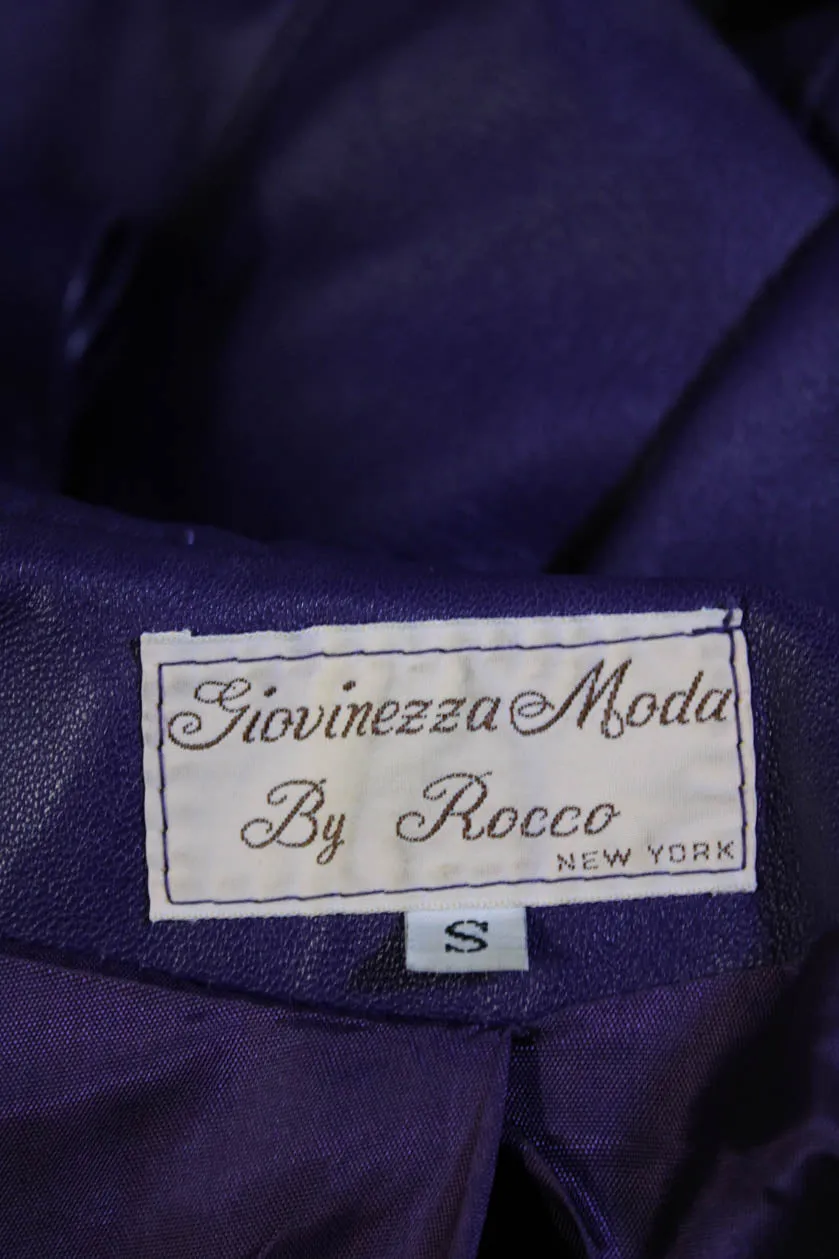 Giovinezza Moda
By Rocco
NEW YORK
S